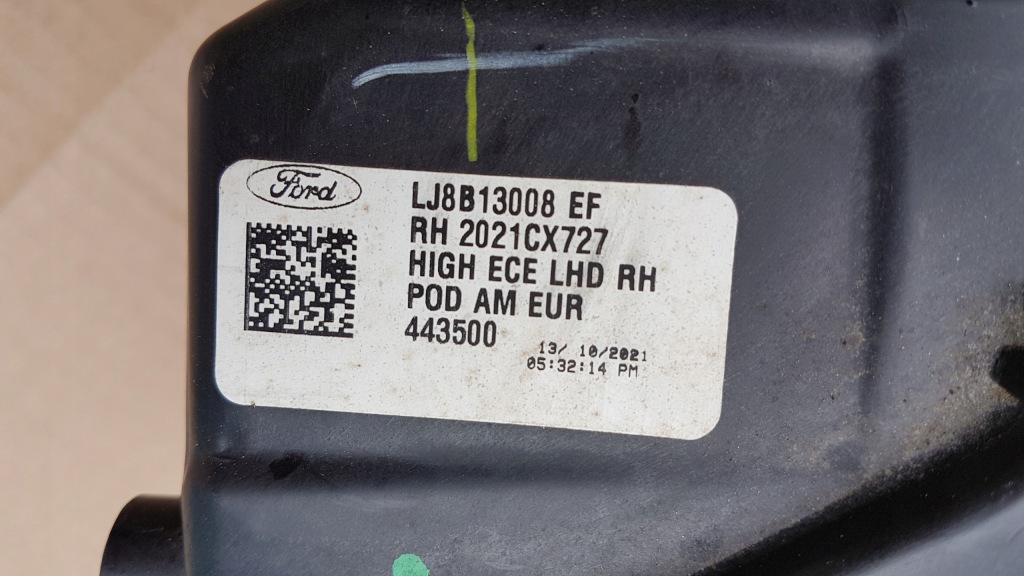 Ford
LJ8B13008 EF
RH 2021CX727
HIGH ECE LHD RH
POD AM EUR
443500
13/ 10/2021
05:32:14 PM